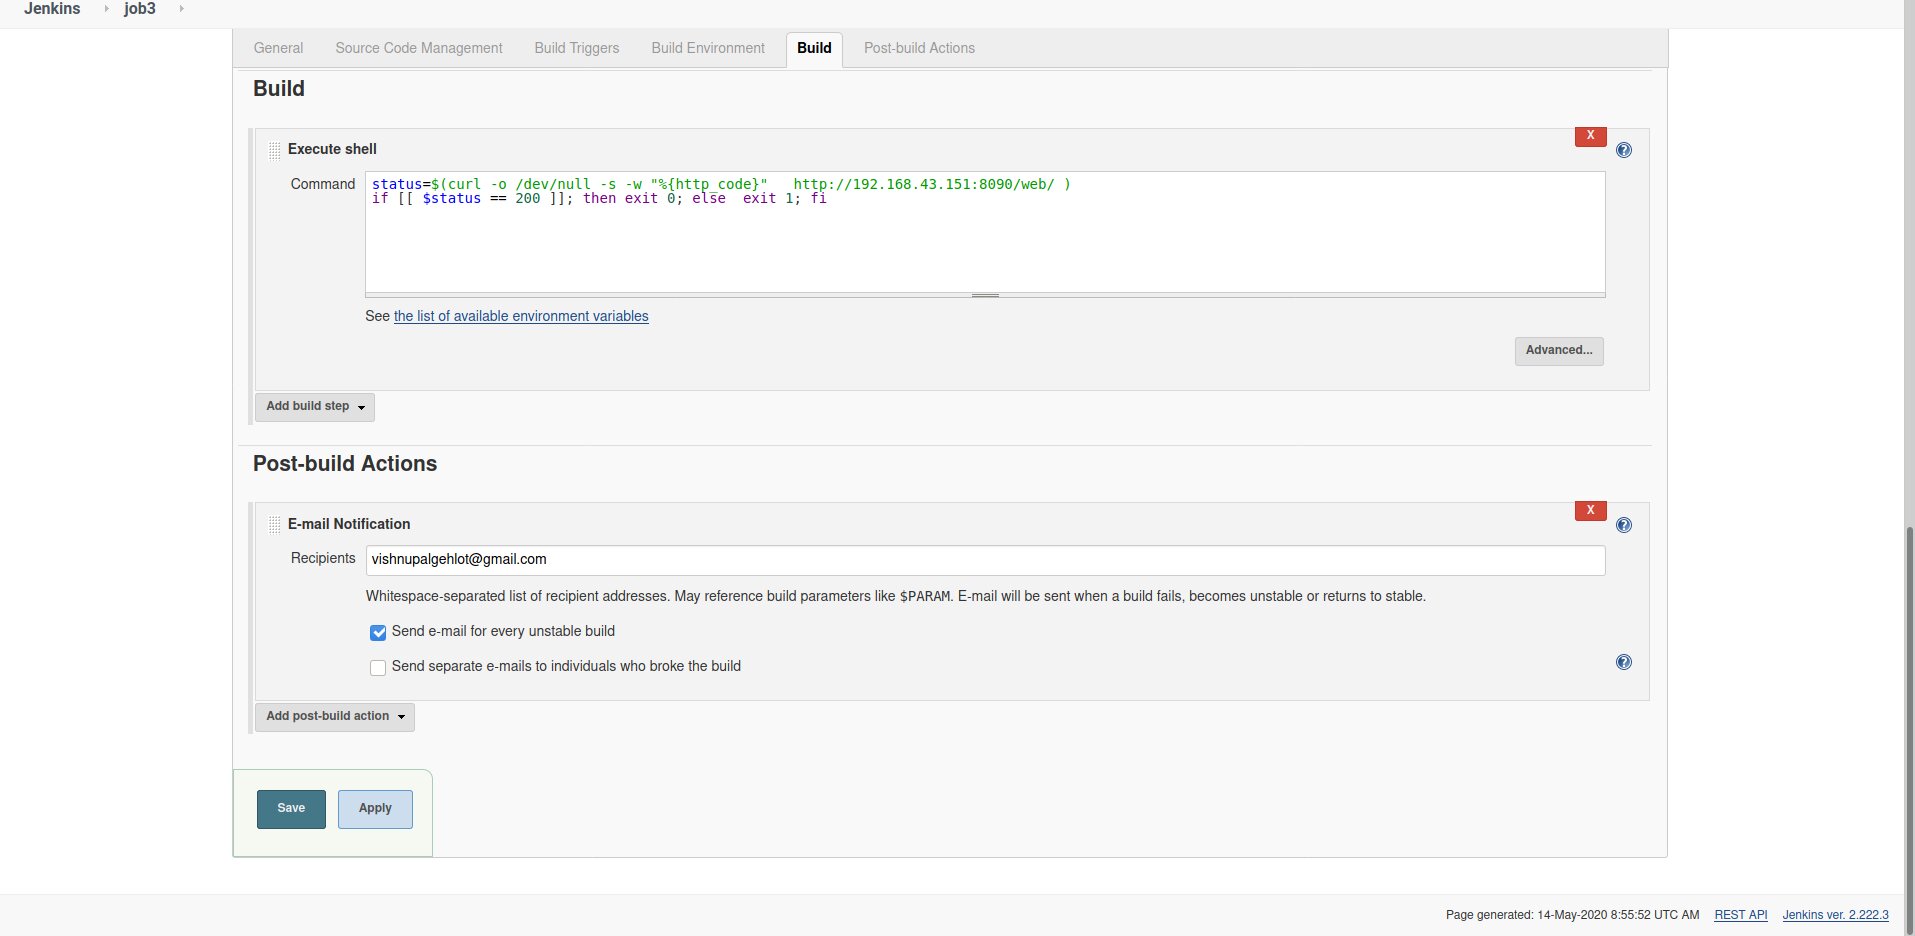 Jenkins job3
General Source Code Management Build Triggers Build Environment Build Post-build Actions
Build
X
Execute shell
Command
status=$(curl -o /dev/null -s -w "%{http_code}"   http://192.168.43.151:8090/web/ )
if [[ $status == 200 ]]; then exit 0; else  exit 1; fi
See the list of available environment variables
Advanced...
Add build step
Post-build Actions
X
E-mail Notification
Recipients vishnupalgehlot@gmail.com
Whitespace-separated list of recipient addresses. May reference build parameters like $PARAM. E-mail will be sent when a build fails, becomes unstable or returns to stable.
Send e-mail for every unstable build
Send separate e-mails to individuals who broke the build
Add post-build action
Save Apply
Page generated: 14-May-2020 8:55:52 UTC AM REST API Jenkins ver. 2.222.3